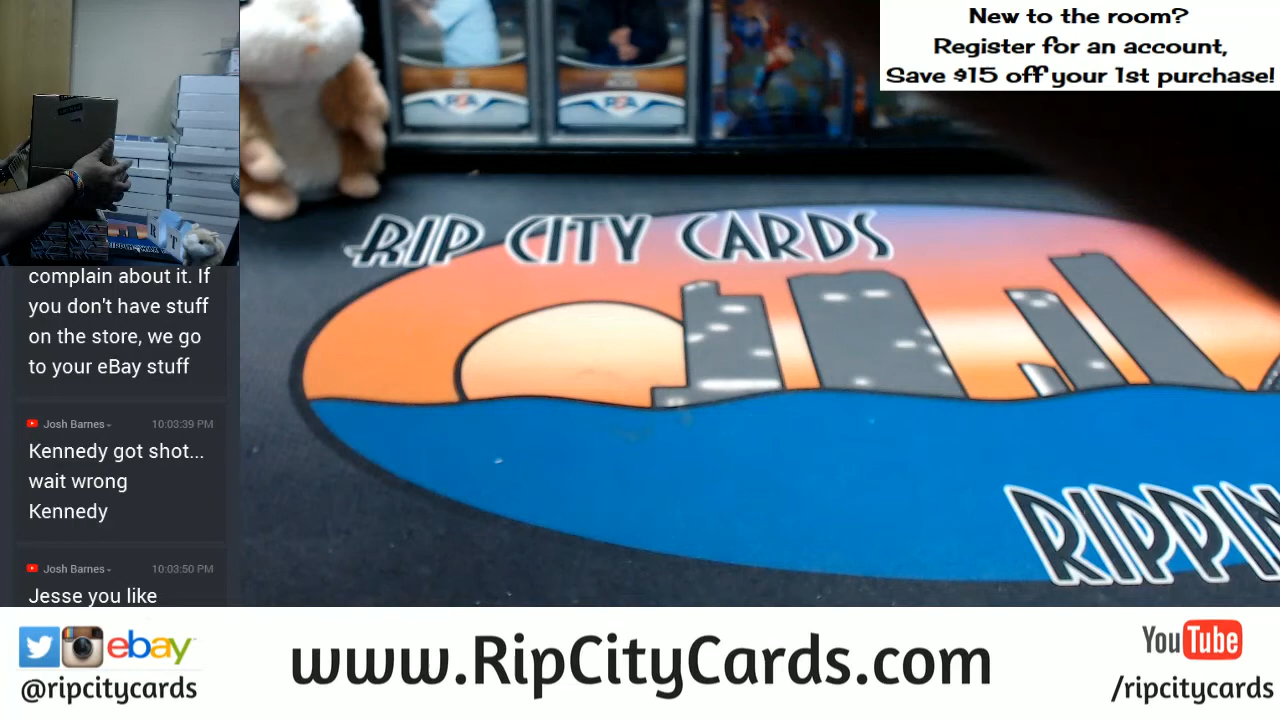 New to the room?
Register for an account,
Save $15 off your 1st purchase!
RIP CITY CARDS
complain about it. If
you don't have stuff
on the store, we go
to your eBay stuff
Josh Barnes
10:03:39 PM
Kennedy got shot...
wait wrong
Kennedy
Josh Barnes
10:03:50 PM
Jesse you like
ebay
@ripcitycards
www.RipCityCards.com
YouTube
/ripcitycards